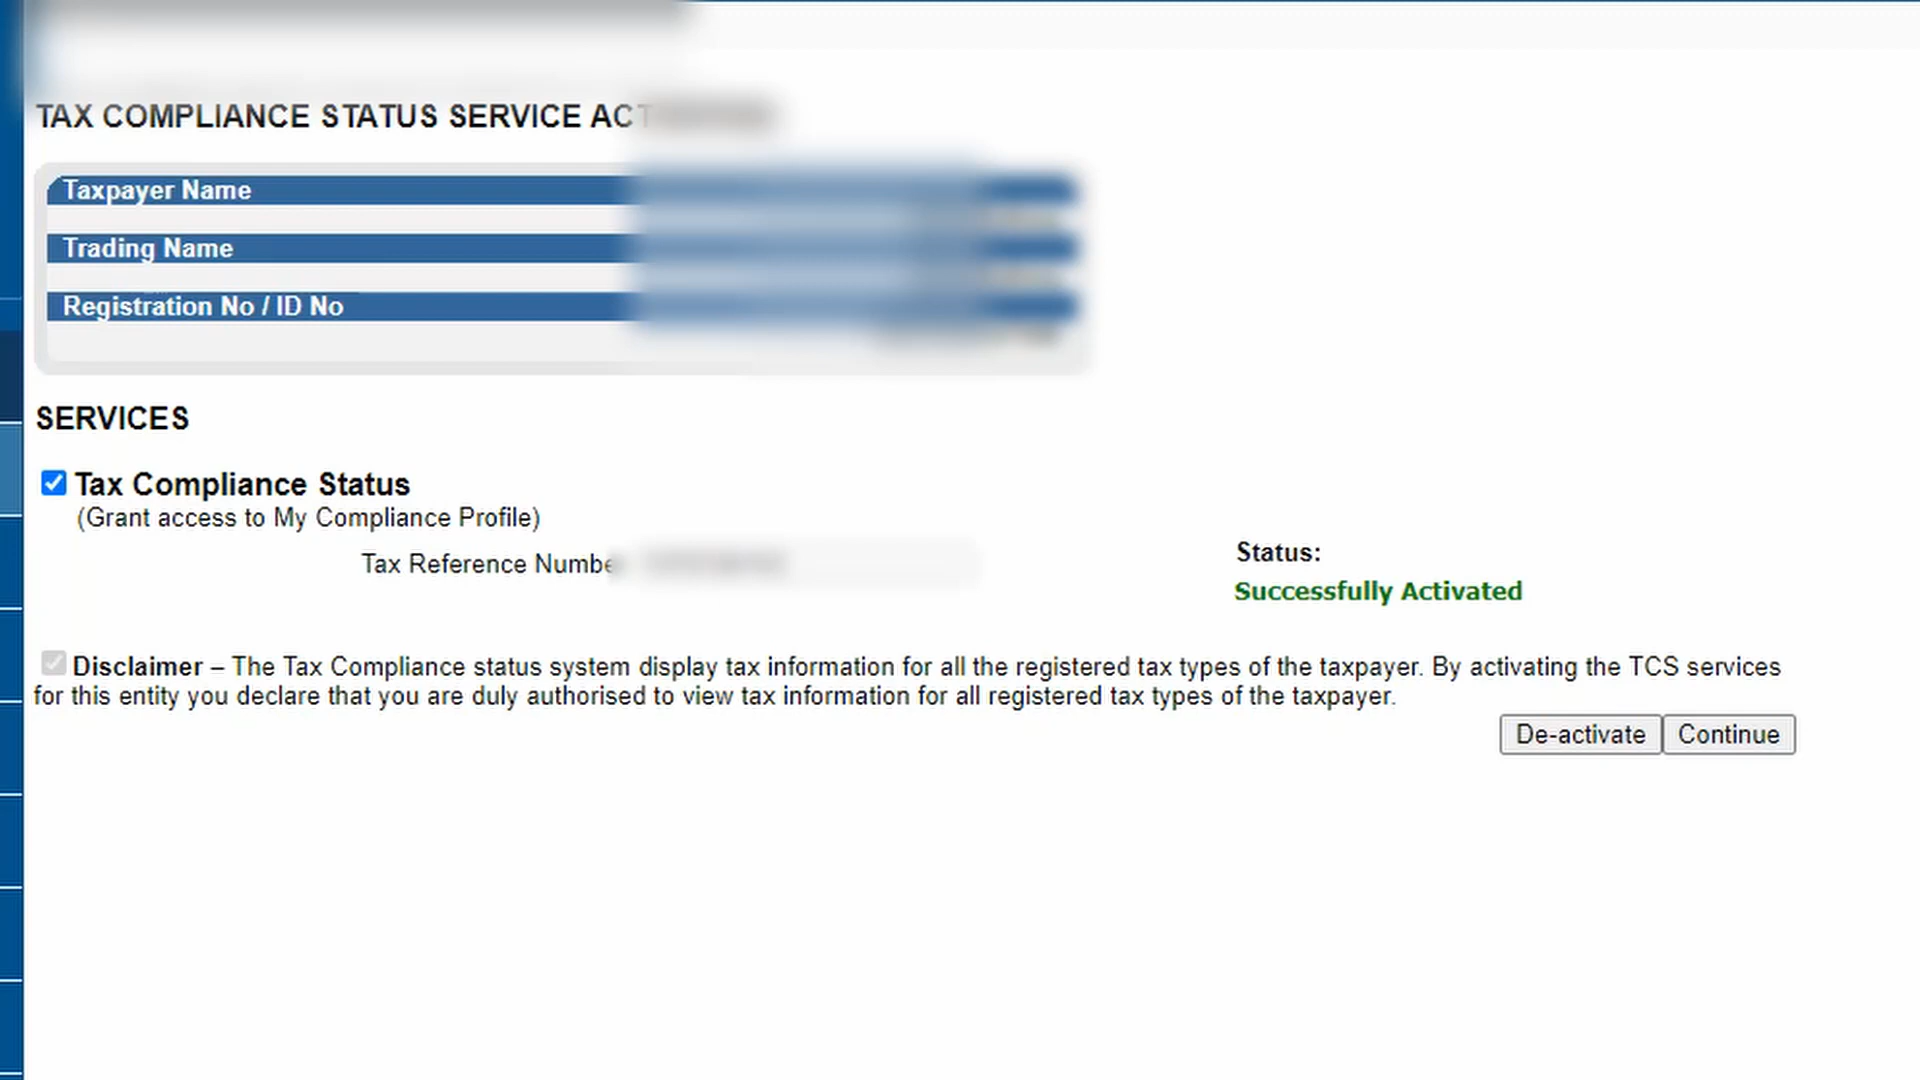 TAX COMPLIANCE STATUS SERVICE
Taxpayer Name
Trading Name
Registration No / ID No
SERVICES
Tax Compliance Status
(Grant access to My Compliance Profile)
Tax Reference
Status:
Successfully Activated
Disclaimer – The Tax Compliance status system display tax information for all the registered tax types of the taxpayer. By activating the TCS services
for this entity you declare that you are duly authorised to view tax information for all registered tax types of the taxpayer.
De-activate Continue